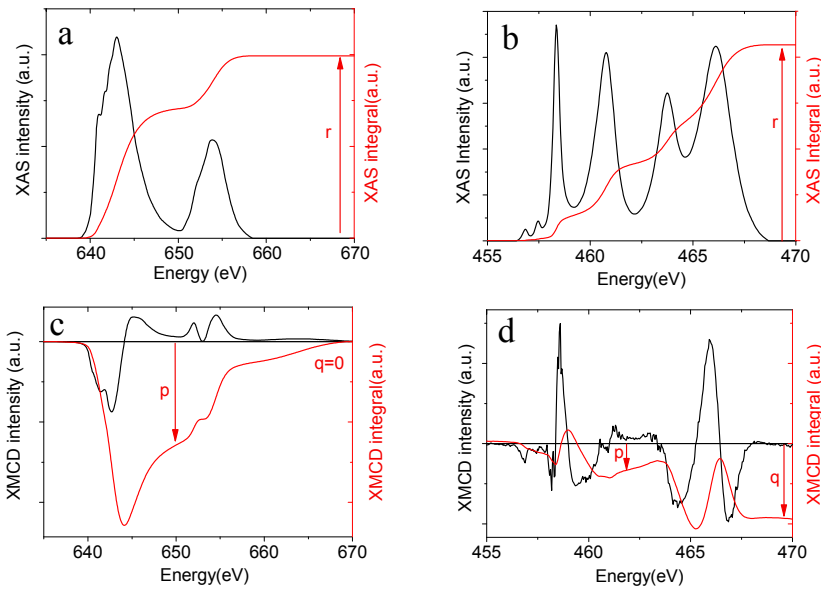 a
XAS intensity (a.u.)
r
XAS integral(a.u.)
640 650 660 670
Energy (eV)
b
XAS Intensity (a.u.)
r
XAS integral (a.u.)
455 460 465 470
Energy(eV)
c
XMCD intensity (a.u.)
p
q=0
XMCD integral(a.u.)
640 650 660 670
Energy(eV)
d
XMCD intensity (a.u.)
p
q
XMCD integral (a.u.)
455 460 465 470
Energy(eV)